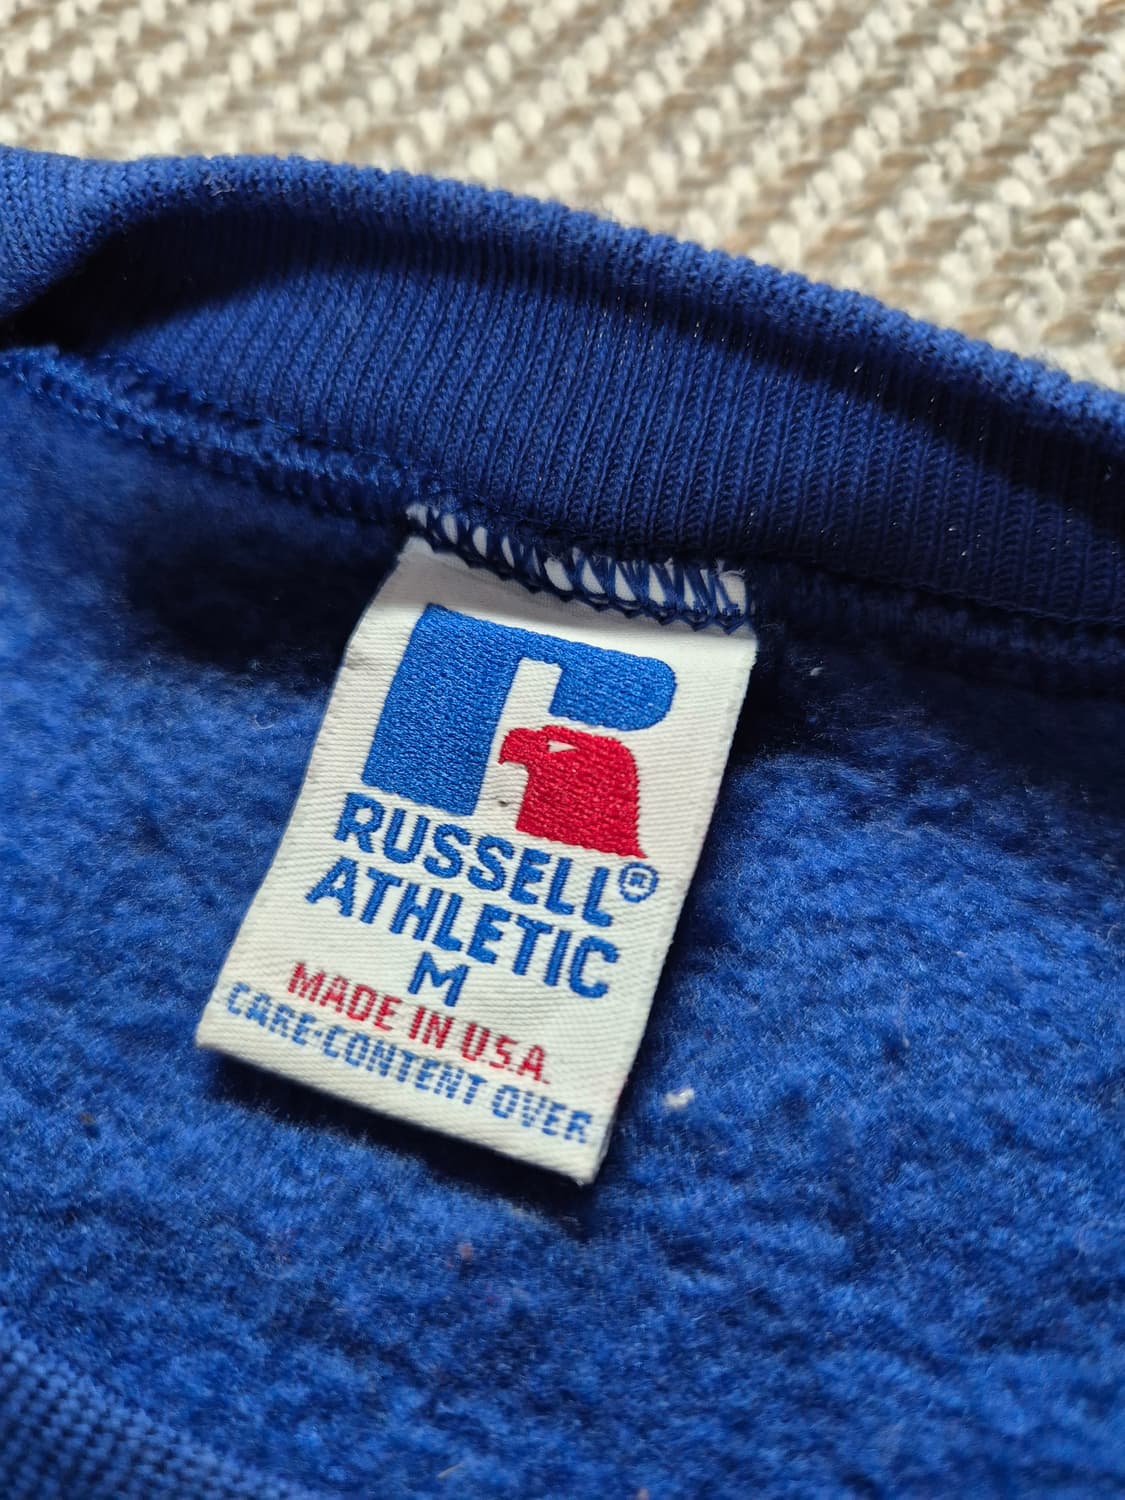 RUSSELL®
ATHLETIC
M
MADE IN U.S.A.
CARE-CONTENT OVER